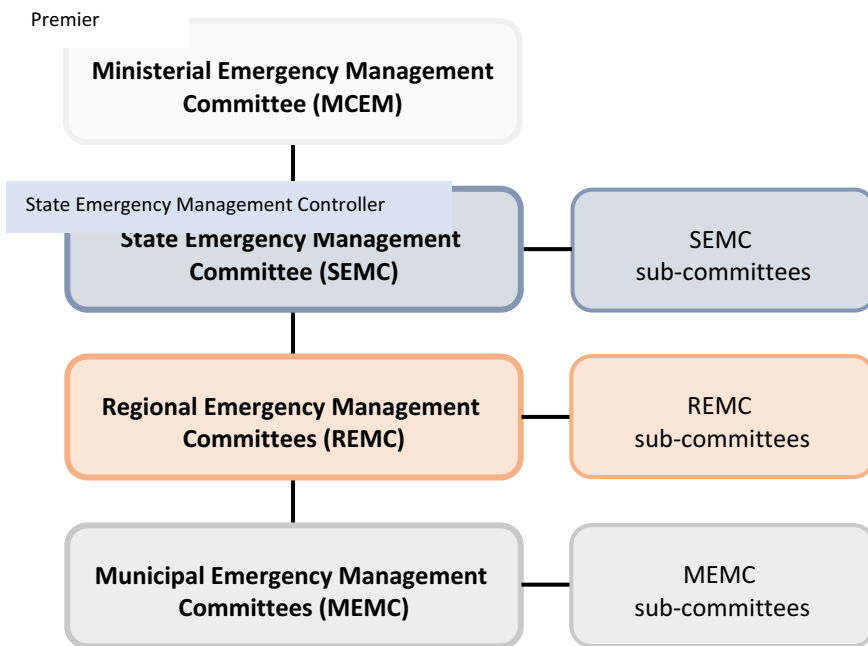 Premier
Ministerial Emergency Management
Committee (MCEM)
State Emergency Management Controller
State Emergency Management
Committee (SEMC)
SEMC
sub-committees
Regional Emergency Management
Committees (REMC)
REMC
sub-committees
Municipal Emergency Management
Committees (MEMC)
MEMC
sub-committees